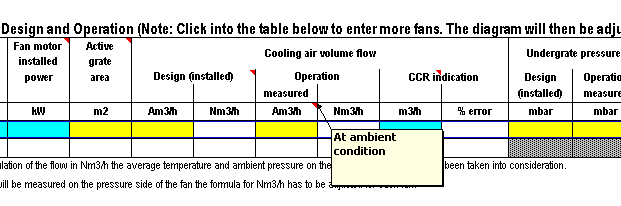 Design and Operation (Note: Click into the table below to enter more fans. The diagram will then be adju
Fan motor installed power
Active grate area
Cooling air volume flow
Undergrate pressure
Design (installed)
Operation measured
CCR indication
Design (installed)
Operatio measure
kW m2 Am3/h Nm3/h Am3/h Nm3/h m3/h % error mbar mbar
At ambient
condition
ulation of the flow in Nm3/h the average temperature and ambient pressure on the been taken into consideration.
will be measured on the pressure side of the fan the formula for Nm3/h has to be